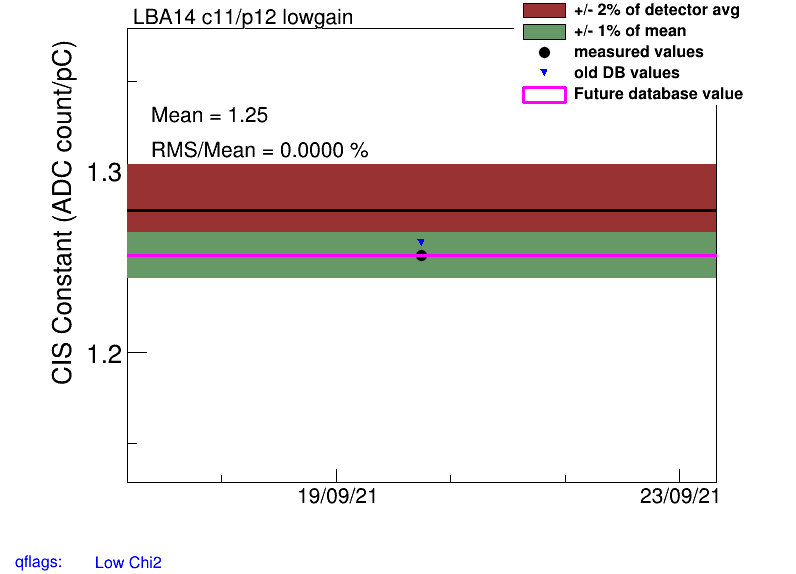 LBA14 c11/p12 lowgain
+/- 2% of detector avg
+/- 1% of mean
measured values
old DB values
Future database value
Mean = 1.25
RMS/Mean = 0.0000 %
CIS Constant (ADC count/pC)
1.3
1.2
19/09/21
23/09/21
qflags: Low Chi2